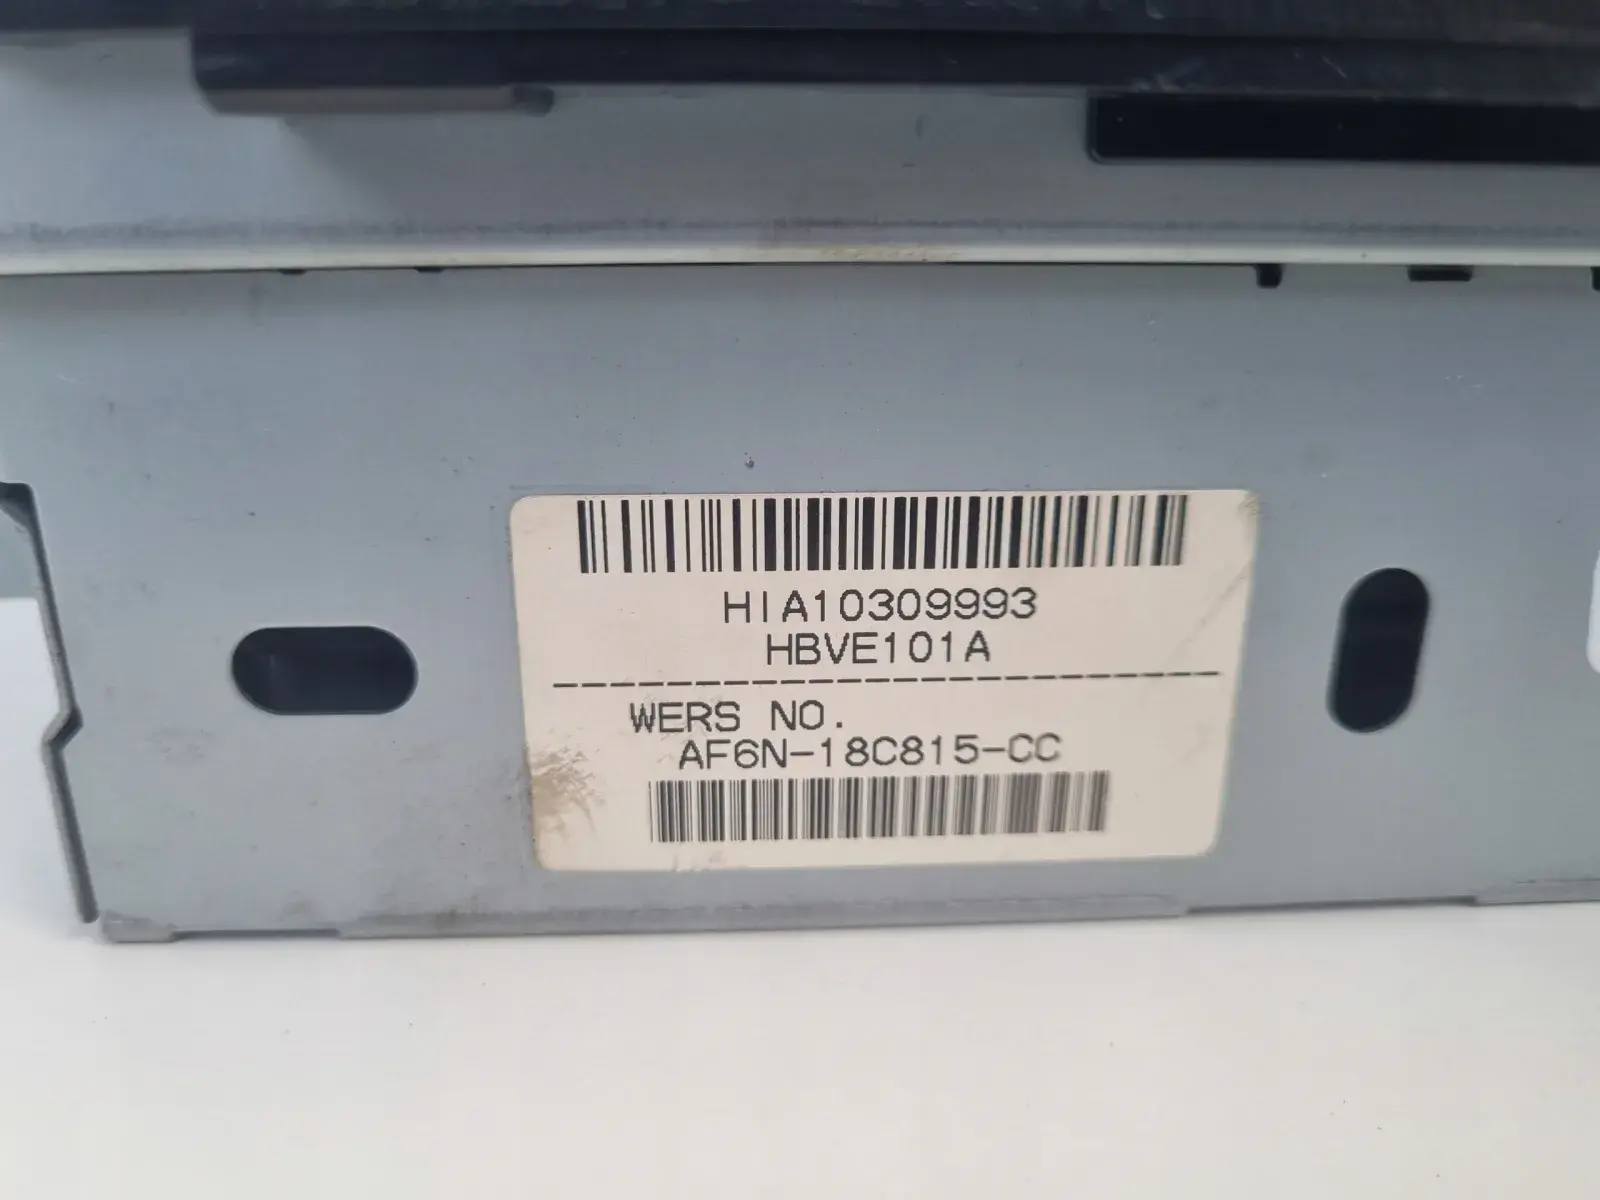 HIA10309993
HBVE101A
WERS NO.
AF6N-18C815-CC